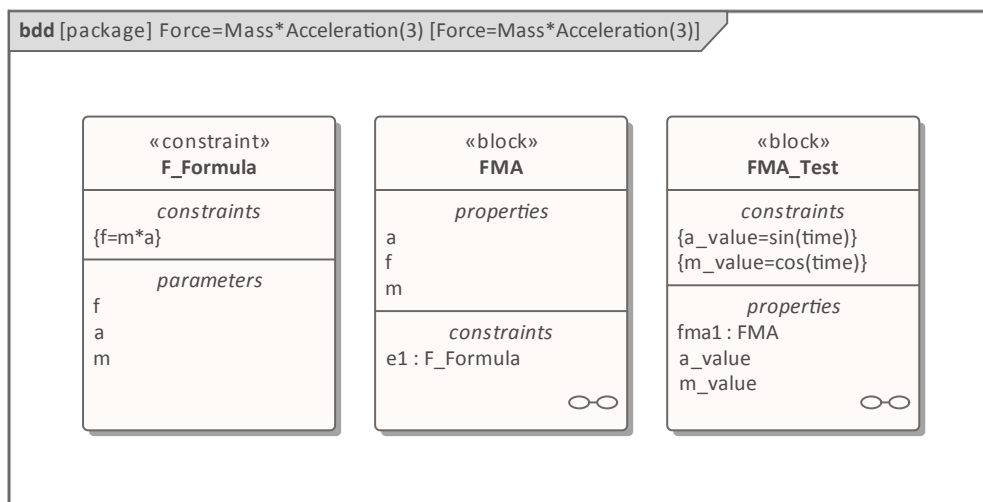 bdd [package] Force=Mass*Acceleration(3) [Force=Mass*Acceleration(3)]
«constraint»
F_Formula
constraints
{f=m*a}
parameters
f
a
m
«block»
FMA
properties
a
f
m
constraints
e1 : F_Formula
«block»
FMA_Test
constraints
{a_value=sin(time)}
{m_value=cos(time)}
properties
fma1 : FMA
a_value
m_value